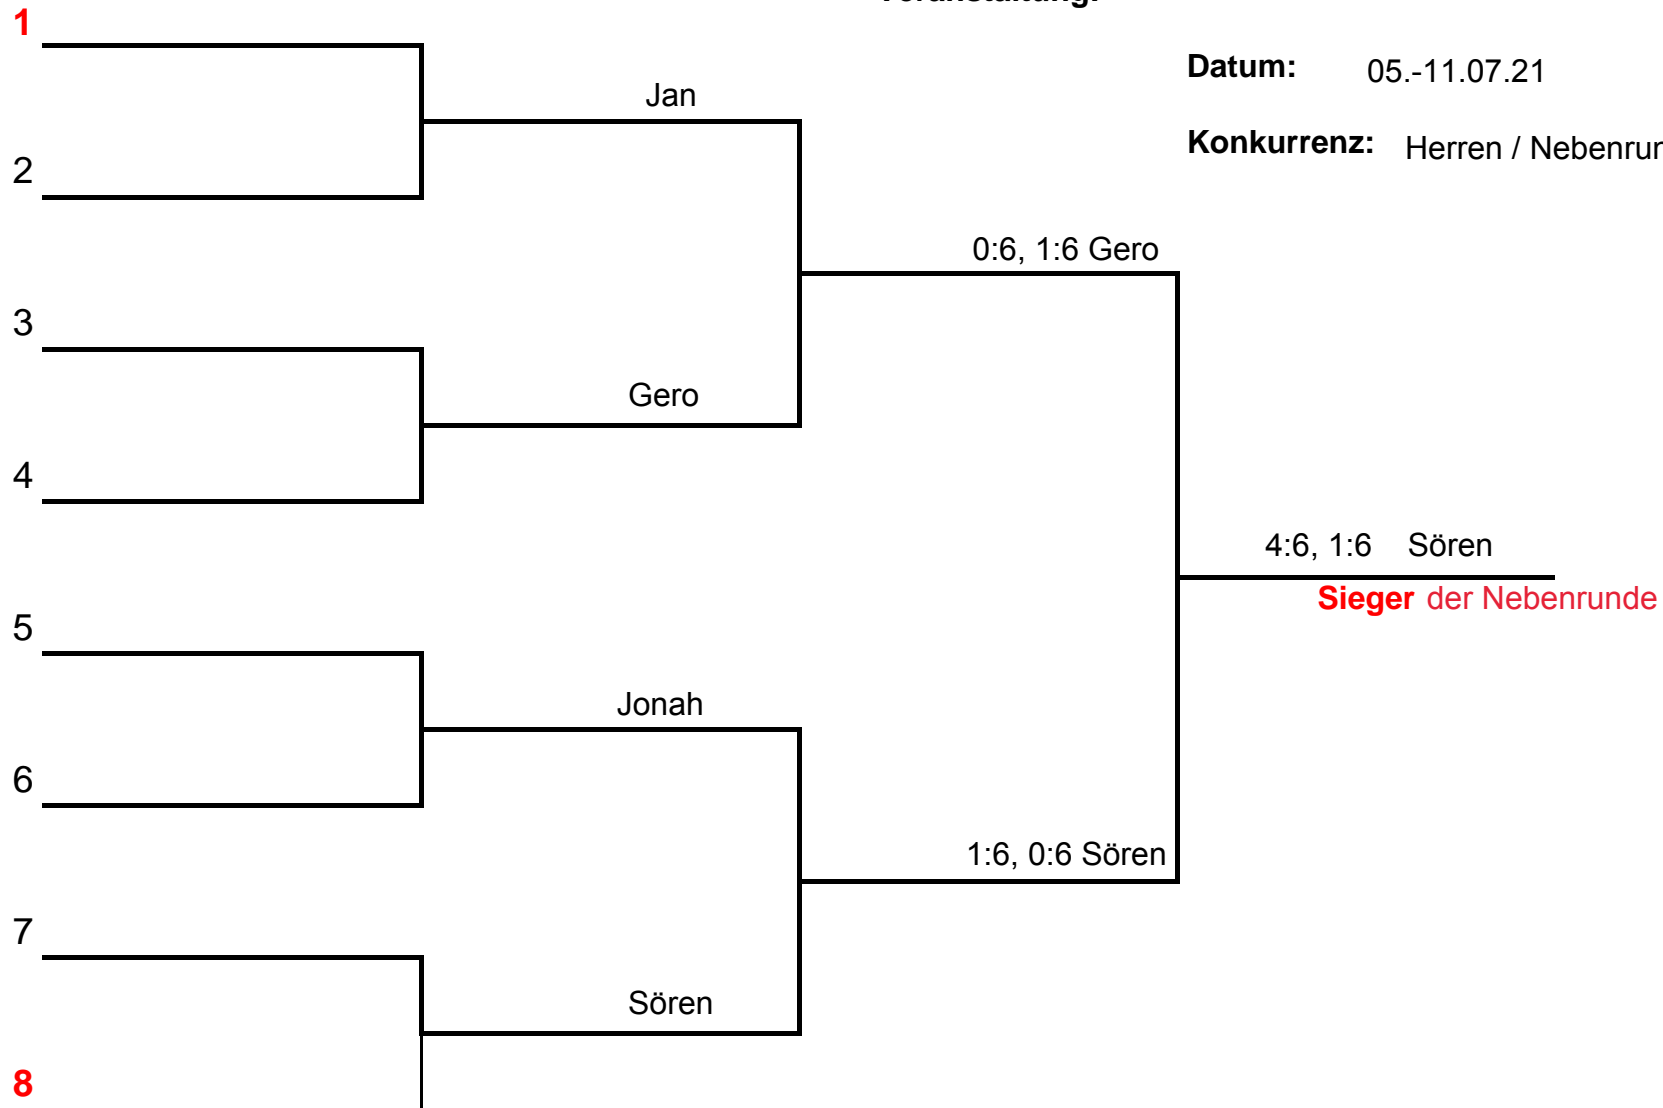 1
Datum: 05.-11.07.21
Jan
Konkurrenz: Herren / Nebenrun
2
0:6, 1:6 Gero
3
Gero
4
4:6, 1:6 Sören
Sieger der Nebenrunde
5
Jonah
6
1:6, 0:6 Sören
7
Sören
8